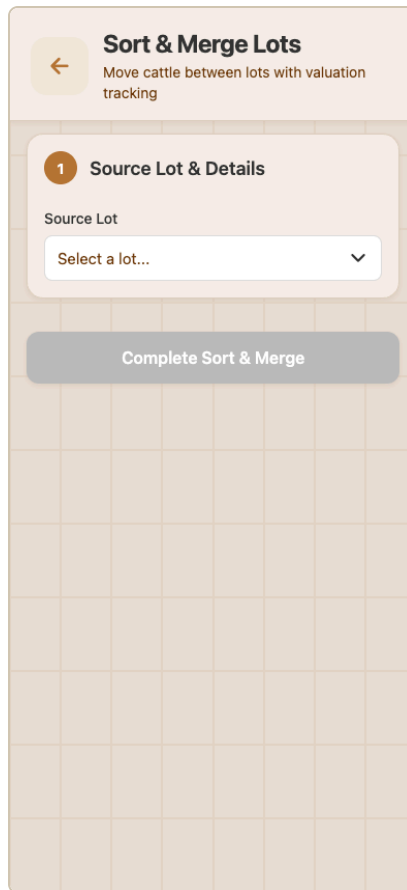 Sort & Merge Lots
Move cattle between lots with valuation
tracking
1 Source Lot & Details
Source Lot
Select a lot...
Complete Sort & Merge